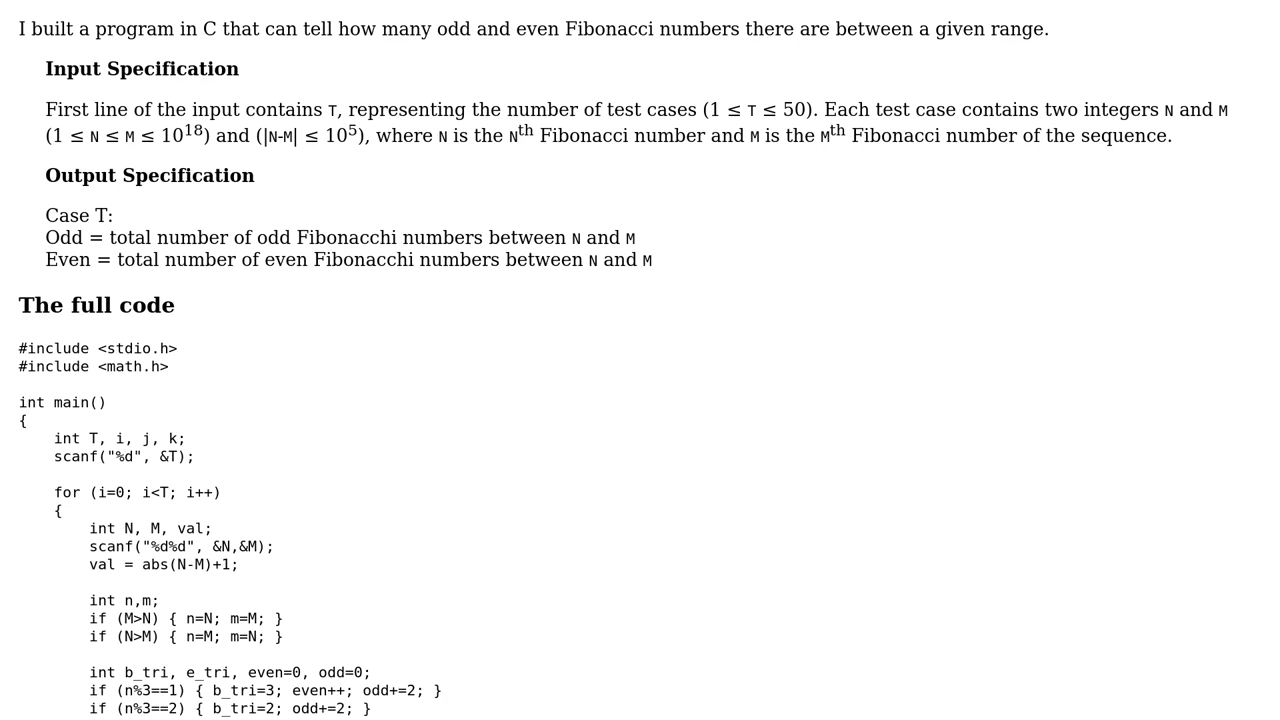 I built a program in C that can tell how many odd and even Fibonacci numbers there are between a given range.
Input Specification
First line of the input contains T, representing the number of test cases (1 ≤ T ≤ 50). Each test case contains two integers N and M
(1 ≤ N ≤ M ≤ 10^18) and (|N-M| ≤ 10^5), where N is the N^th Fibonacci number and M is the M^th Fibonacci number of the sequence.
Output Specification
Case T:
Odd = total number of odd Fibonacchi numbers between N and M
Even = total number of even Fibonacchi numbers between N and M
The full code
#include <stdio.h>
#include <math.h>
int main()
{
    int T, i, j, k;
    scanf("%d", &T);
    for (i=0; i<T; i++)
    {
        int N, M, val;
        scanf("%d%d", &N,&M);
        val = abs(N-M)+1;
        int n,m;
        if (M>N) { n=N; m=M; }
        if (N>M) { n=M; m=N; }
        int b_tri, e_tri, even=0, odd=0;
        if (n%3==1) { b_tri=3; even++; odd+=2; }
        if (n%3==2) { b_tri=2; odd+=2; }